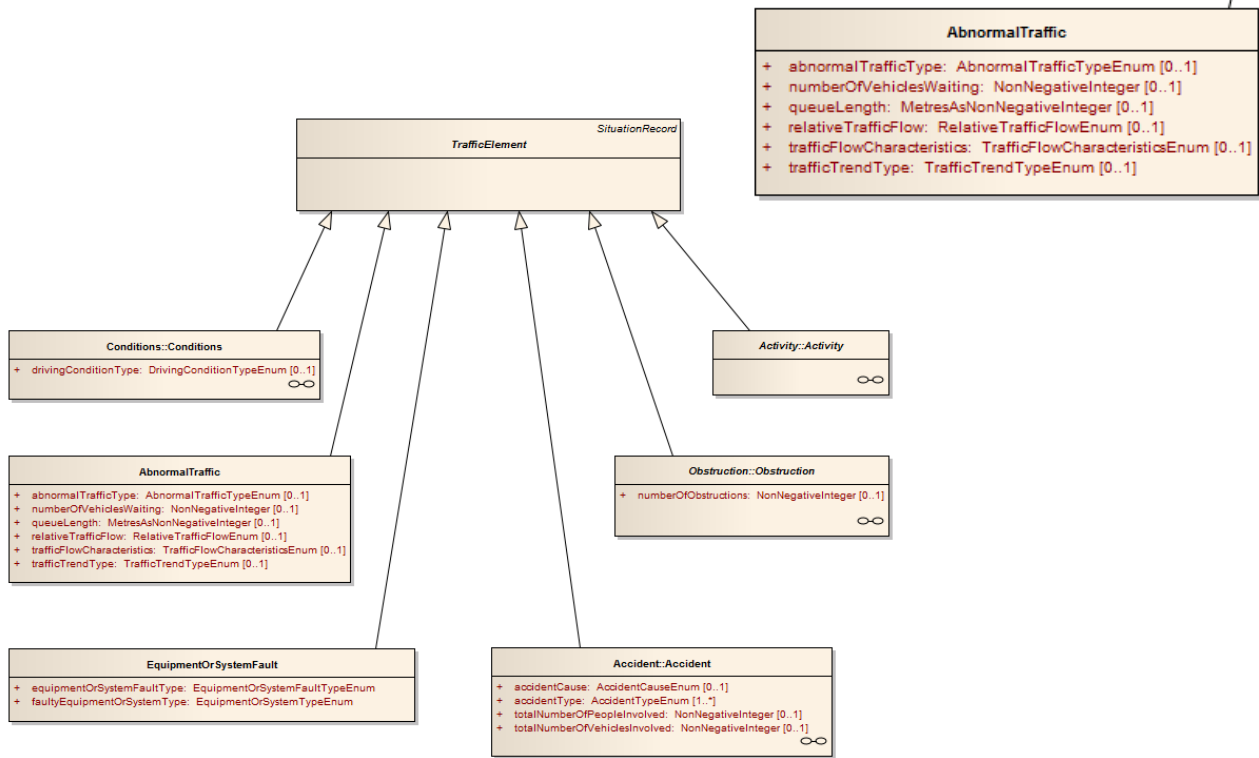 AbnormalTraffic
+ abnormalTrafficType: AbnormalTrafficTypeEnum [0..1]
+ numberOfVehiclesWaiting: NonNegativeInteger [0..1]
+ queueLength: MetresAsNonNegativeInteger [0..1]
+ relativeTrafficFlow: RelativeTrafficFlowEnum [0..1]
+ trafficFlowCharacteristics: TrafficFlowCharacteristicsEnum [0..1]
+ trafficTrendType: TrafficTrendTypeEnum [0..1]
SituationRecord
TrafficElement
Conditions::Conditions
+ drivingConditionType: DrivingConditionTypeEnum [0..1]
Activity::Activity
AbnormalTraffic
+ abnormalTrafficType: AbnormalTrafficTypeEnum [0..1]
+ numberOfVehiclesWaiting: NonNegativeInteger [0..1]
+ queueLength: MetresAsNonNegativeInteger [0..1]
+ relativeTrafficFlow: RelativeTrafficFlowEnum [0..1]
+ trafficFlowCharacteristics: TrafficFlowCharacteristicsEnum [0..1]
+ trafficTrendType: TrafficTrendTypeEnum [0..1]
Obstruction::Obstruction
+ numberOfObstructions: NonNegativeInteger [0..1]
EquipmentOrSystemFault
+ equipmentOrSystemFaultType: EquipmentOrSystemFaultTypeEnum
+ faultyEquipmentOrSystemType: EquipmentOrSystemTypeEnum
Accident::Accident
+ accidentCause: AccidentCauseEnum [0..1]
+ accidentType: AccidentTypeEnum [1..*]
+ totalNumberOfPeopleInvolved: NonNegativeInteger [0..1]
+ totalNumberOfVehiclesInvolved: NonNegativeInteger [0..1]